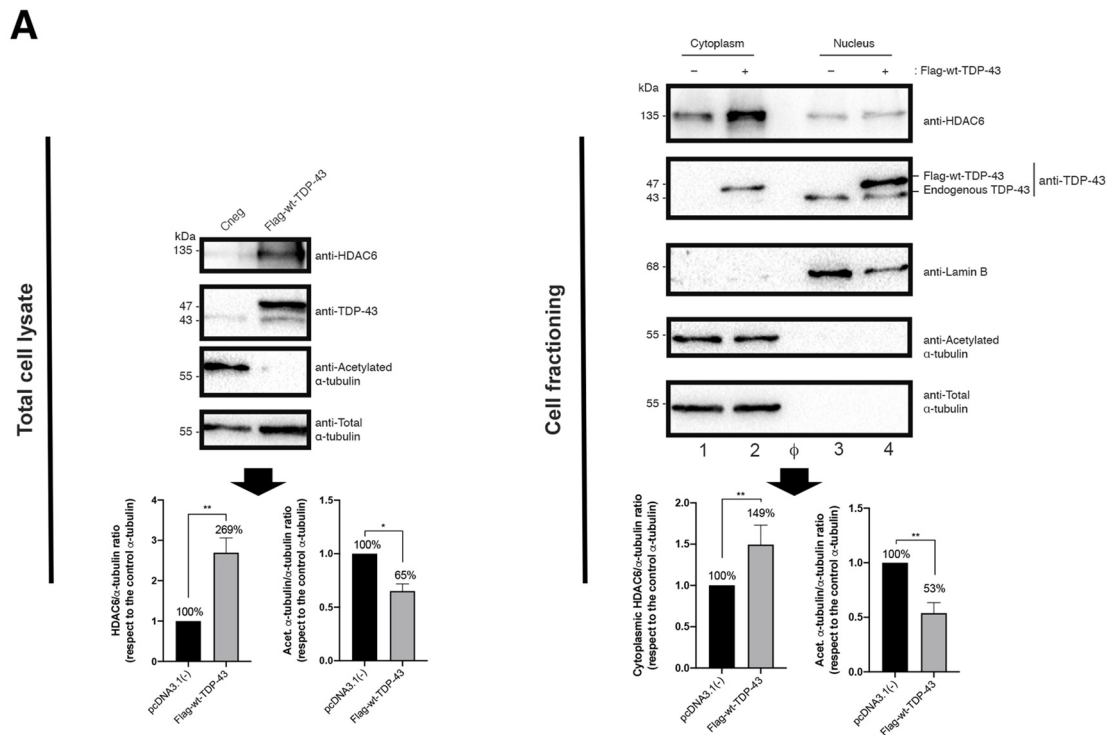 A
Total cell lysate
Cneg
Flag-wt-TDP-43
kDa
135 -
anti-HDAC6
47 -
43 -
anti-TDP-43
55 -
anti-Acetylated
α-tubulin
55 -
anti-Total
α-tubulin
HDAC6/α-tubulin ratio
(respect to the control α-tubulin)
4
3
2
1
0
100%
**
269%
pcDNA3.1(-)
Flag-wt-TDP-43
Acet. α-tubulin/α-tubulin ratio
(respect to the control α-tubulin)
1.5
1.0
0.5
0.0
100%
*
65%
pcDNA3.1(-)
Flag-wt-TDP-43
Cell fractioning
Cytoplasm
Nucleus
– + – + : Flag-wt-TDP-43
kDa
135 -
anti-HDAC6
47 -
43 -
Flag-wt-TDP-43
Endogenous TDP-43
anti-TDP-43
68 -
anti-Lamin B
55 -
anti-Acetylated
α-tubulin
55 -
anti-Total
α-tubulin
1 2 ϕ 3 4
Cytoplasmic HDAC6/α-tubulin ratio
(respect to the control α-tubulin)
2.0
1.5
1.0
0.5
0.0
100%
**
149%
pcDNA3.1(-)
Flag-wt-TDP-43
Acet. α-tubulin/α-tubulin ratio
(respect to the control α-tubulin)
1.5
1.0
0.5
0.0
100%
**
53%
pcDNA3.1(-)
Flag-wt-TDP-43